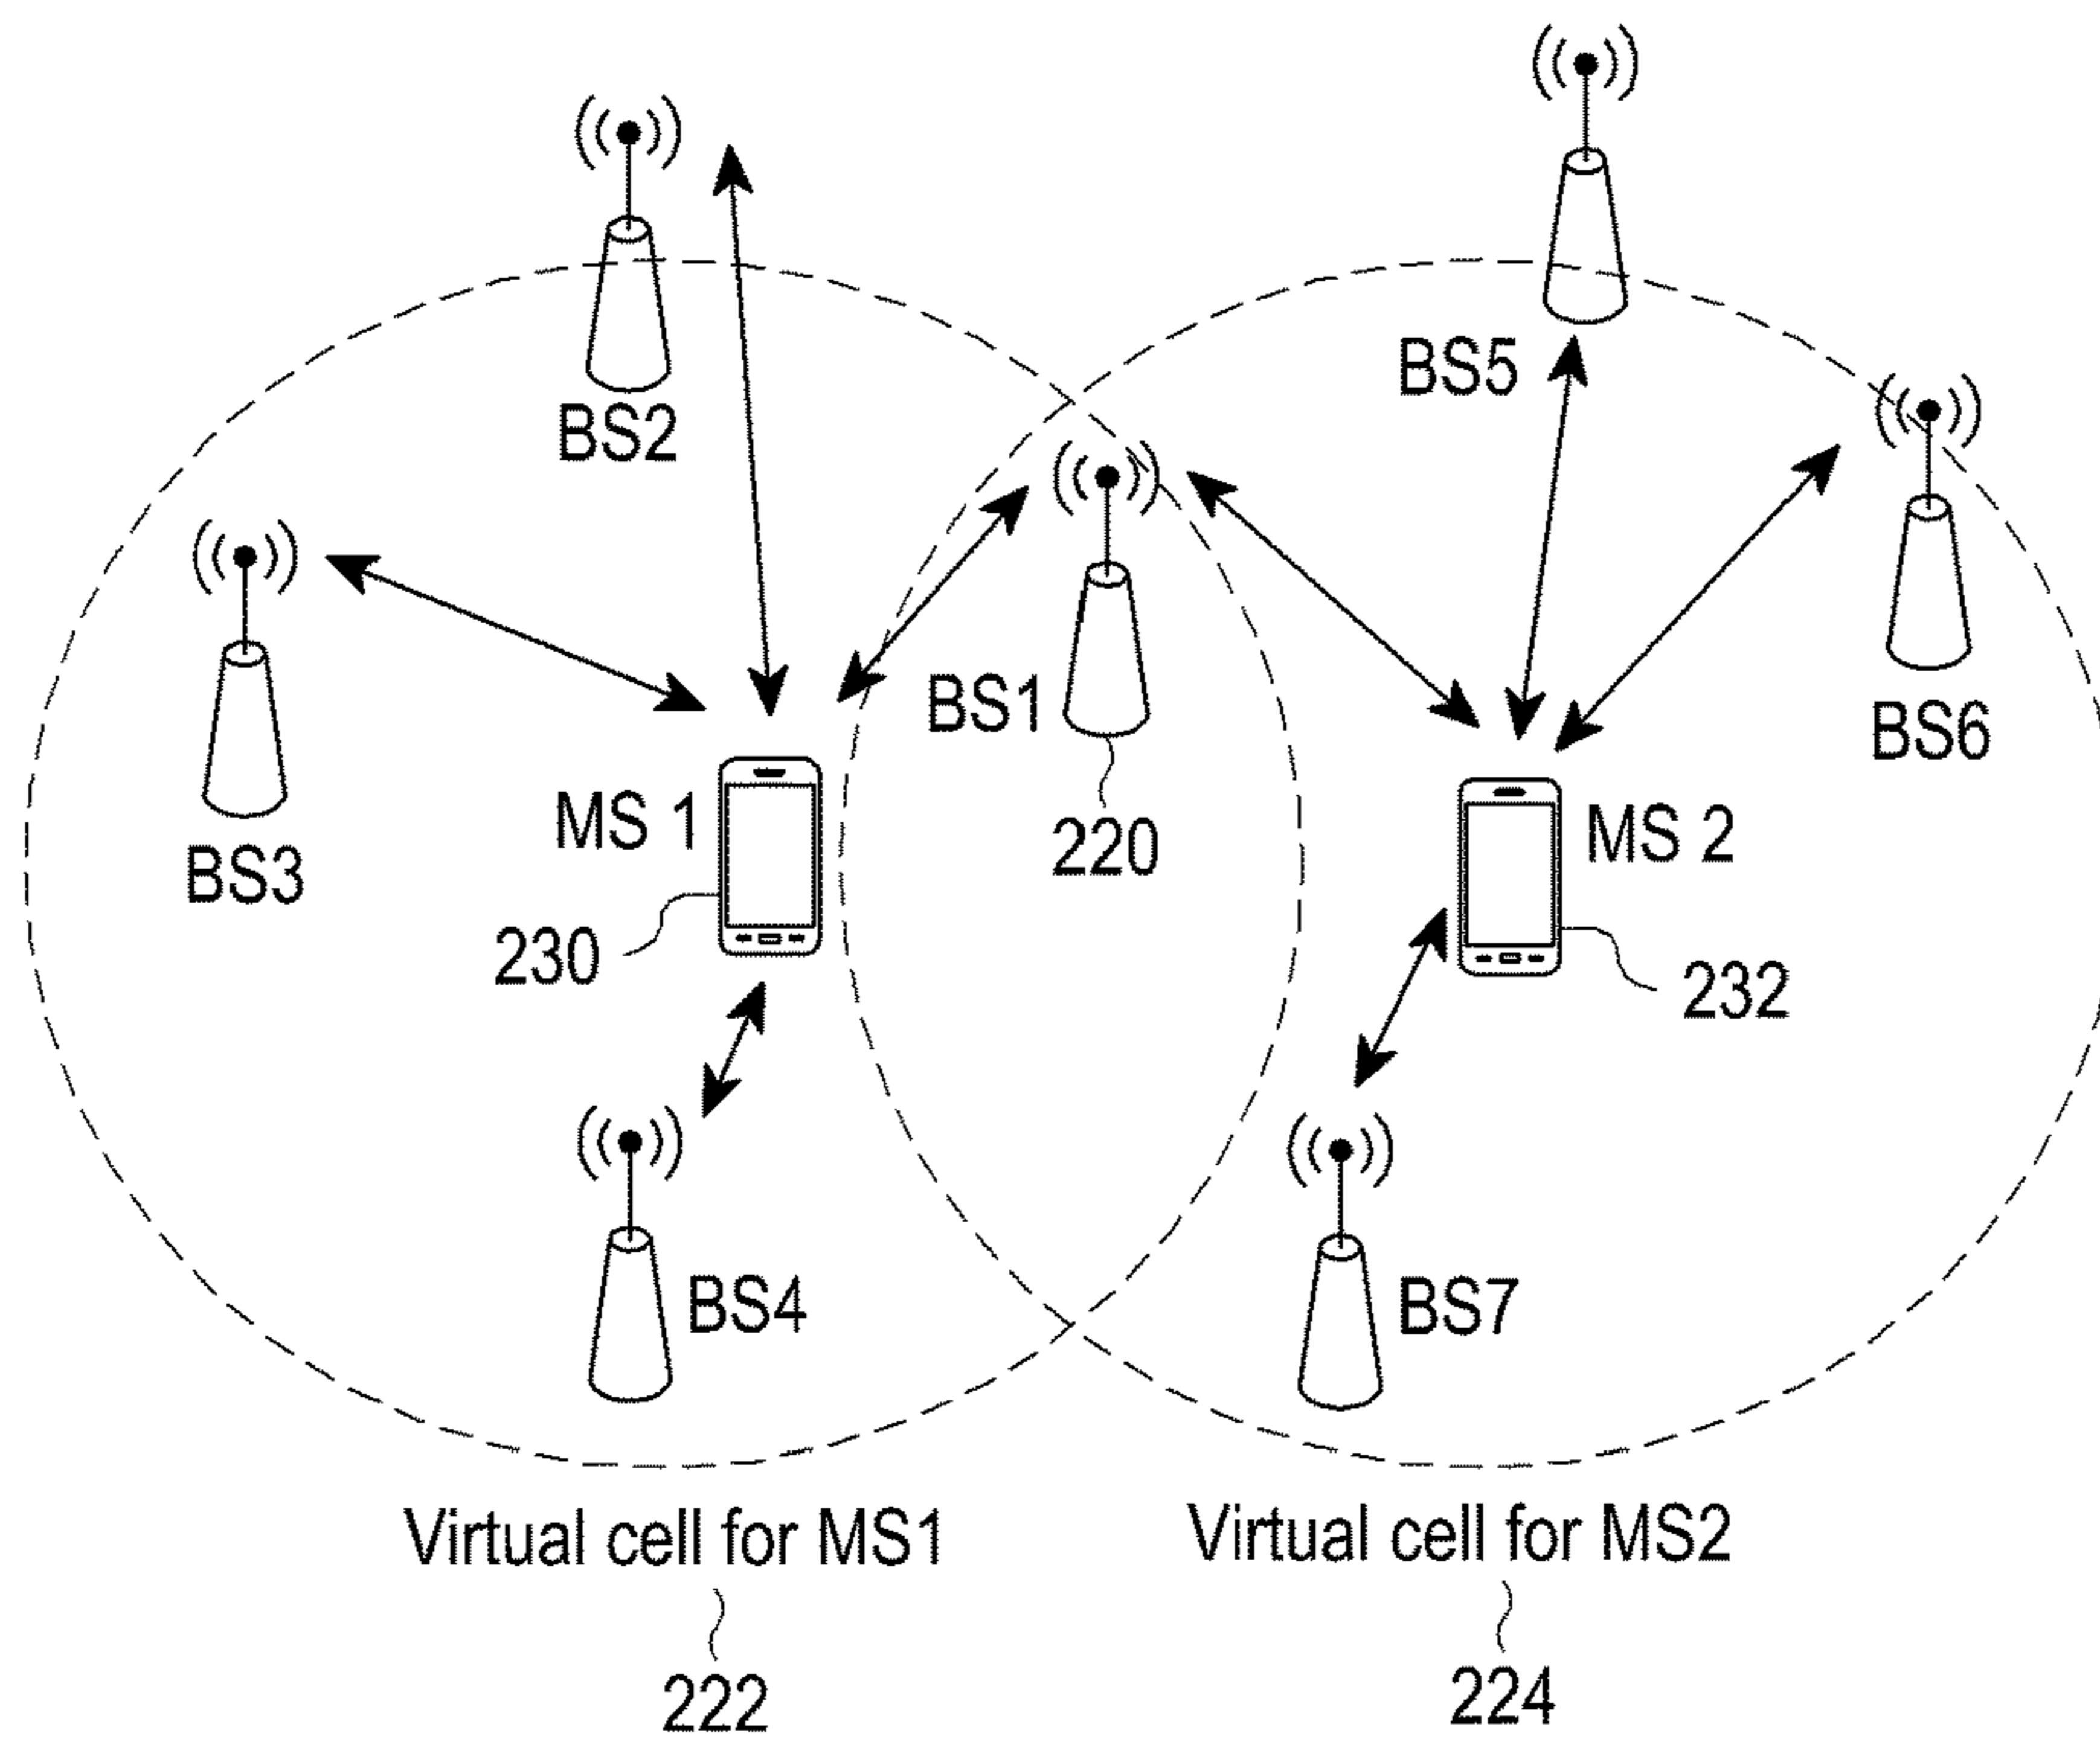 BS5
BS2
BS1
BS6
MS 1
MS 2
220
BS3
230
232
BS4
BS7
Virtual cell for MS1
Virtual cell for MS2
222
224